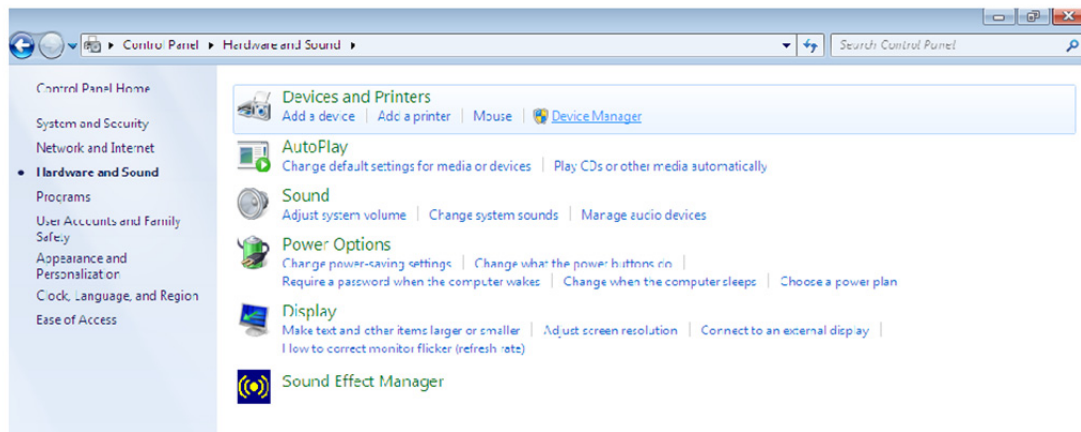 Control Panel ▸ Hardware and Sound ▸
Search Control Panel
Control Panel Home
System and Security
Network and Internet
Hardware and Sound
Programs
User Accounts and Family
Safety
Appearance and
Personalization
Clock, Language, and Region
Ease of Access
Devices and Printers
Add a device | Add a printer | Mouse | Device Manager
AutoPlay
Change default settings for media or devices | Play CDs or other media automatically
Sound
Adjust system volume | Change system sounds | Manage audio devices
Power Options
Change power-saving settings | Change what the power buttons do |
Require a password when the computer wakes | Change when the computer sleeps | Choose a power plan
Display
Make text and other items larger or smaller | Adjust screen resolution | Connect to an external display |
How to correct monitor flicker (refresh rate)
Sound Effect Manager